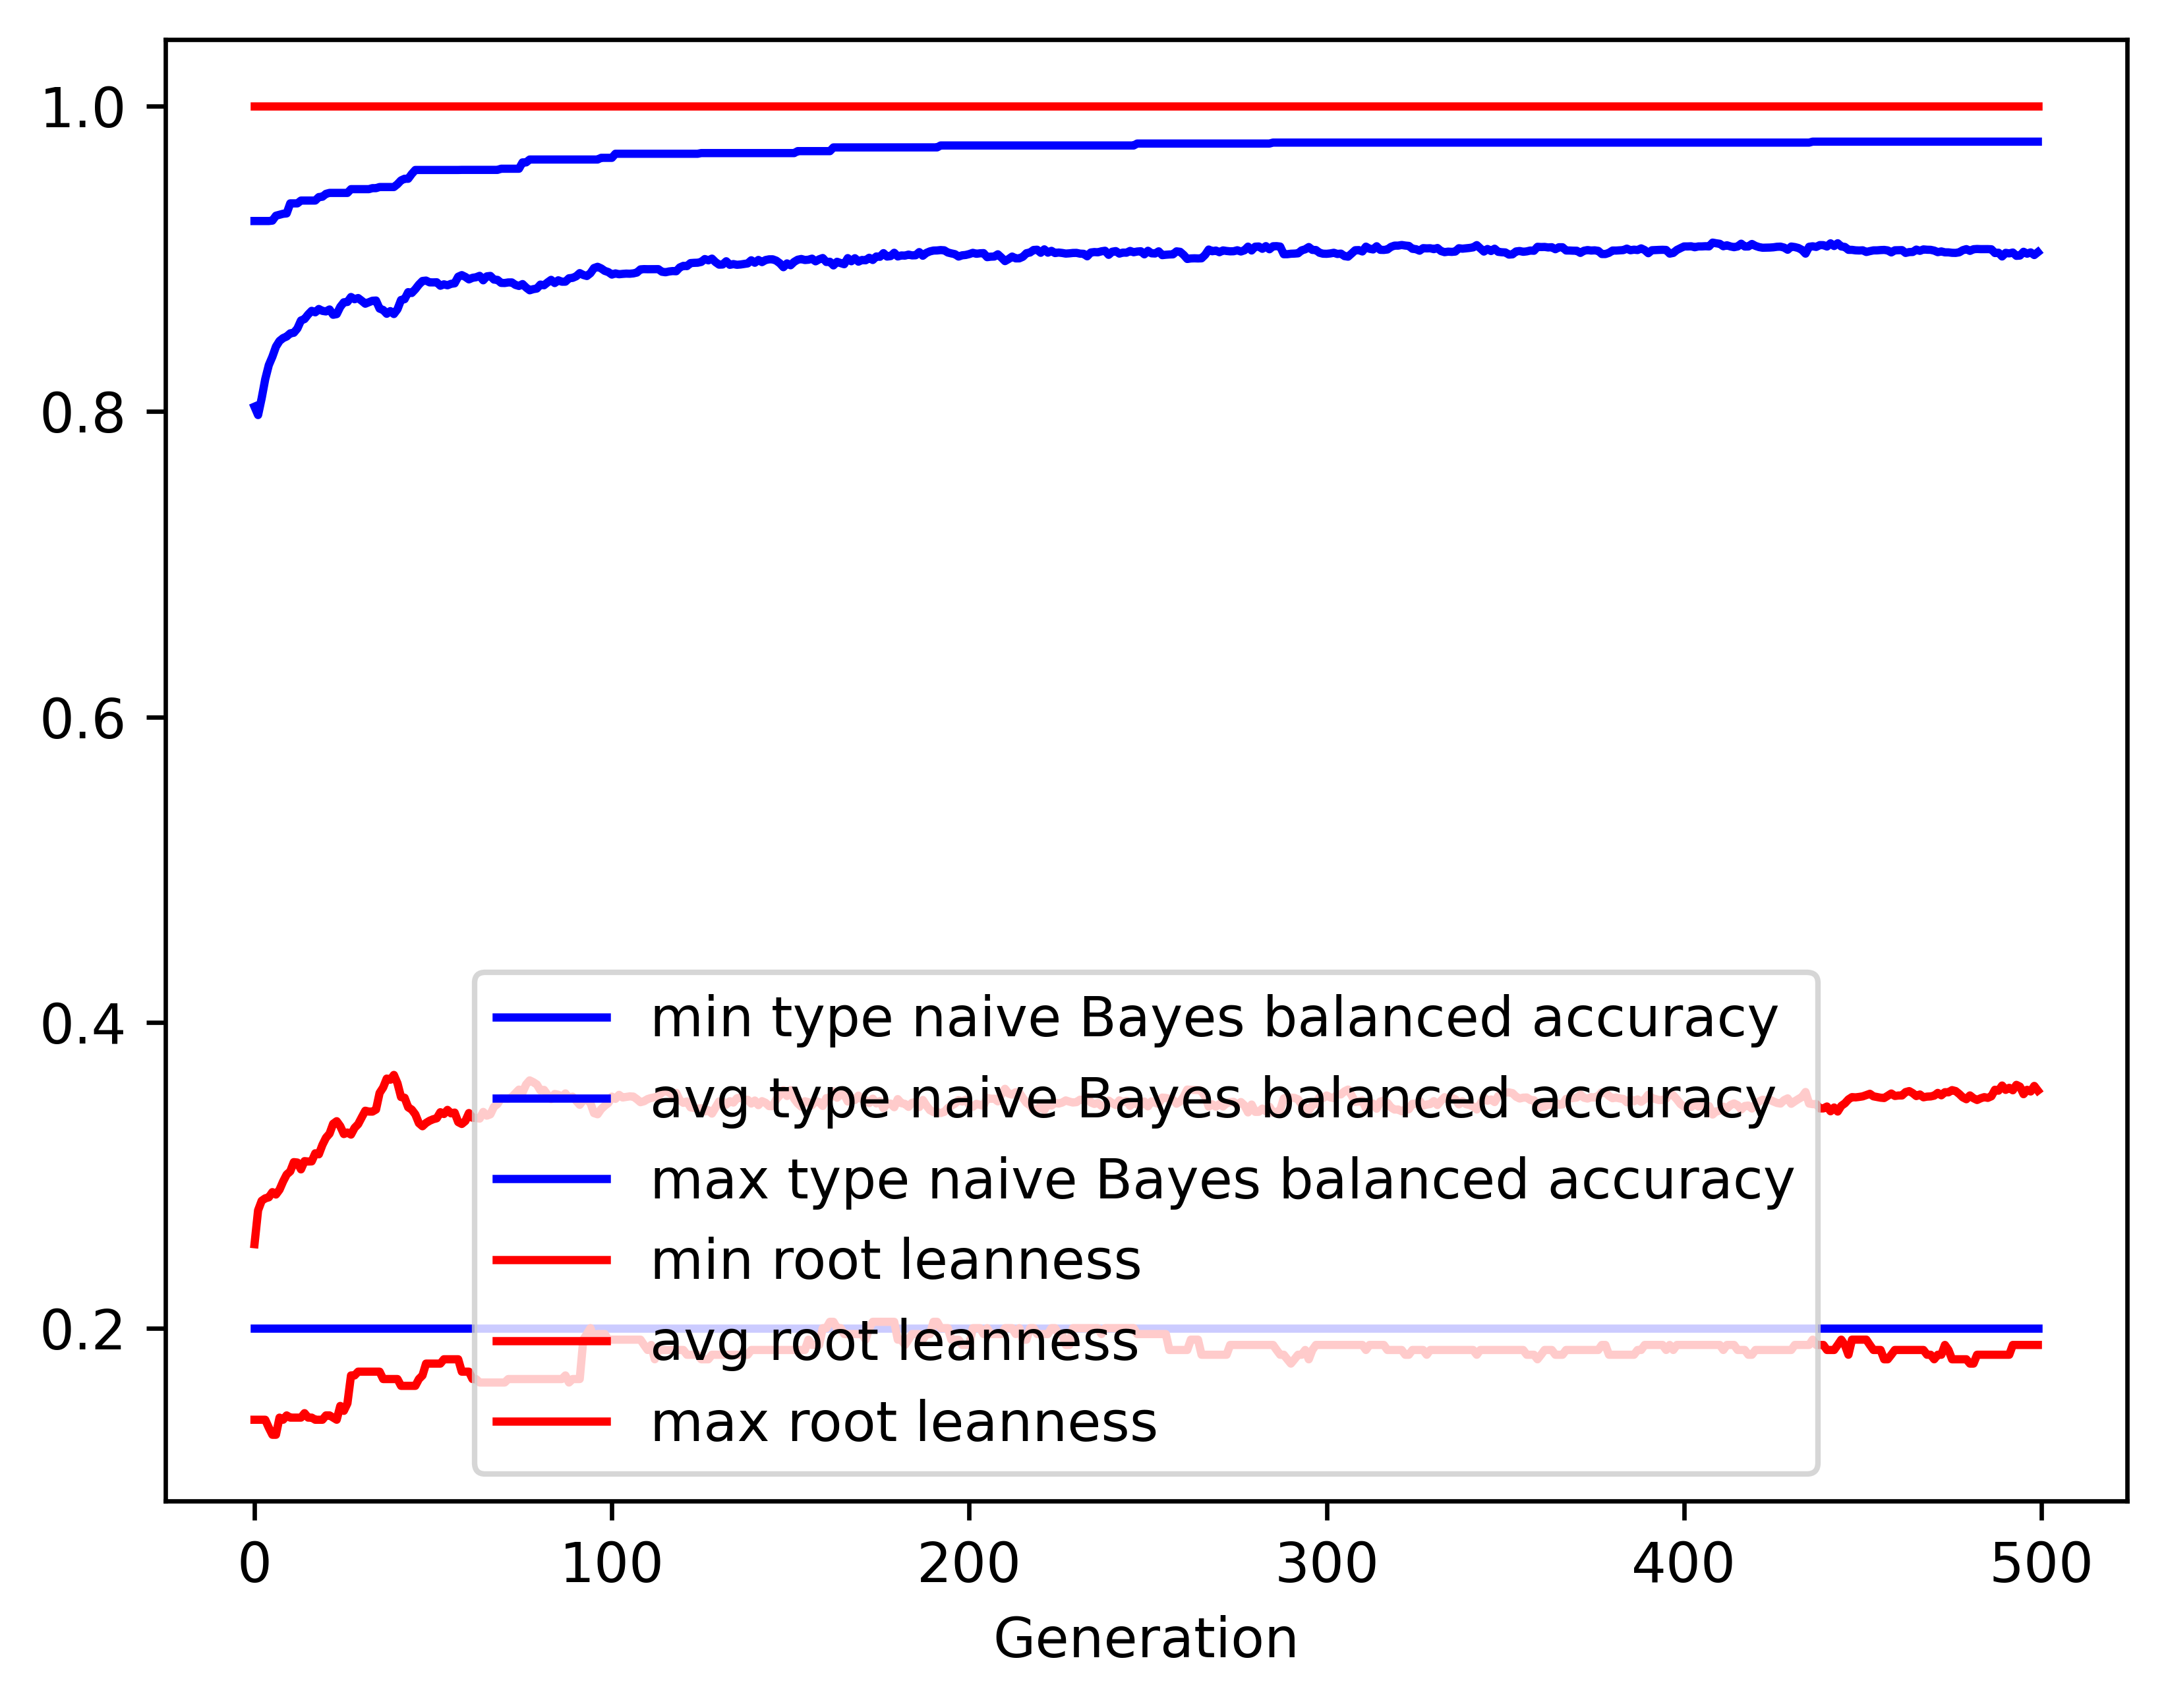 1.0
0.8
0.6
0.4
0.2
min type naive Bayes balanced accuracy
avg type naive Bayes balanced accuracy
max type naive Bayes balanced accuracy
min root leanness
avg root leanness
max root leanness
0 100 200 300 400 500
Generation